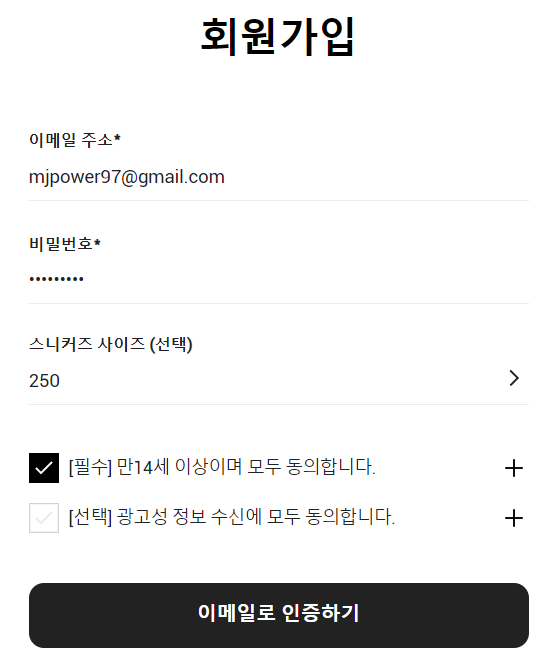 회원가입
이메일 주소*
mjpower97@gmail.com
비밀번호*
•••••••••
스니커즈 사이즈 (선택)
250
[필수] 만14세 이상이며 모두 동의합니다.
[선택] 광고성 정보 수신에 모두 동의합니다.
이메일로 인증하기